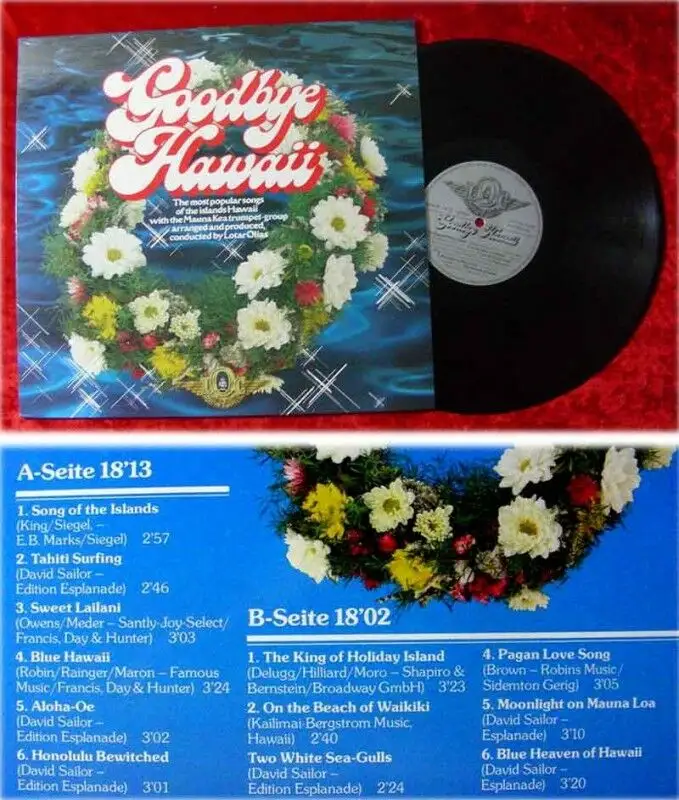 Goodbye
Hawaii
The most popular songs
of the islands Hawaii
with the Mauna Kea trumpet-group
arranged and produced,
conducted by Lotar Olias
A-Seite 18'13
1. Song of the Islands
(King/Siegel, –
E.B. Marks/Siegel) 2'57
2. Tahiti Surfing
(David Sailor –
Edition Esplanade) 2'46
3. Sweet Lailani
(Owens/Meder – Santly-Joy-Select/
Francis, Day & Hunter) 3'03
4. Blue Hawaii
(Robin/Rainger/Maron – Famous
Music/Francis, Day & Hunter) 3'24
5. Aloha-Oe
(David Sailor –
Edition Esplanade) 3'02
6. Honolulu Bewitched
(David Sailor –
Edition Esplanade) 3'01
B-Seite 18'02
1. The King of Holiday Island
(Delugg/Hilliard/Moro – Shapiro &
Bernstein/Broadway GmbH) 3'23
2. On the Beach of Waikiki
(Kailimai-Bergstrom Music,
Hawaii) 2'40
Two White Sea-Gulls
(David Sailor –
Edition Esplanade) 2'24
4. Pagan Love Song
(Brown – Robins Music/
Sidemton Gerig) 3'05
5. Moonlight on Mauna Loa
(David Sailor –
Esplanade) 3'10
6. Blue Heaven of Hawaii
(David Sailor –
Edition Esplanade) 3'20